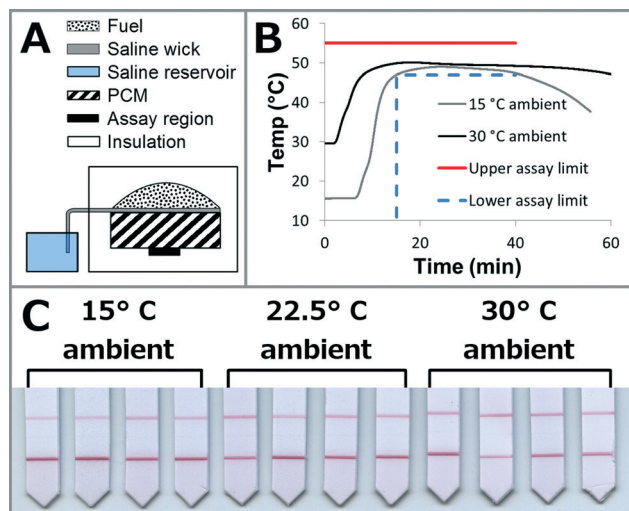 A
Fuel
Saline wick
Saline reservoir
PCM
Assay region
Insulation
B
Temp (°C)
60
50
40
30
20
10
0
20
40
60
Time (min)
15 °C ambient
30 °C ambient
Upper assay limit
Lower assay limit
C
15° C
ambient
22.5° C
ambient
30° C
ambient